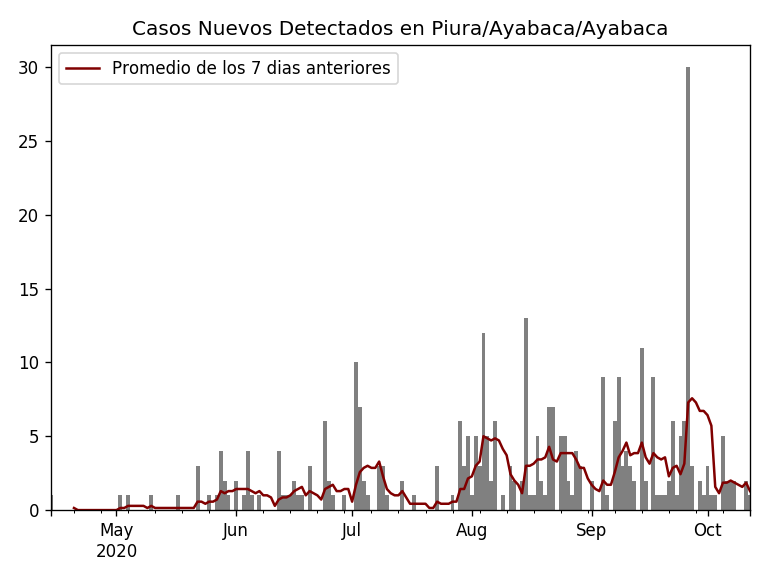 Casos Nuevos Detectados en Piura/Ayabaca/Ayabaca
Promedio de los 7 dias anteriores
30
25
20
15
10
5
0
May Jun Jul Aug Sep Oct
2020